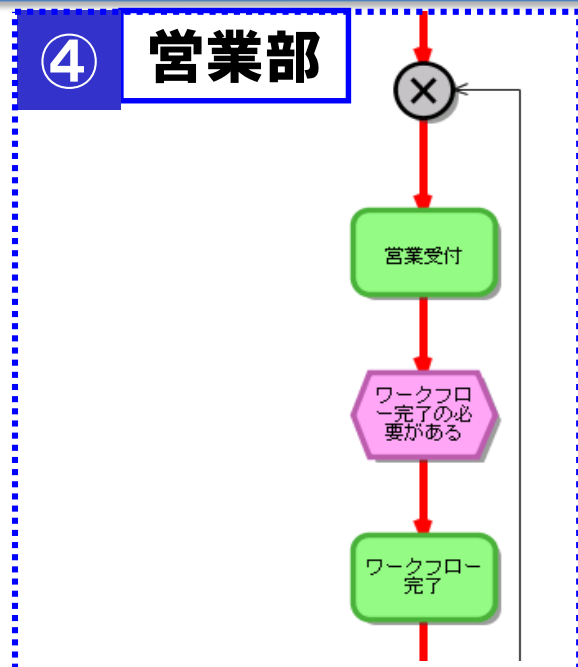 ④ 営業部
営業受付
ワークフロ
ー完了の必
要がある
ワークフロー
完了